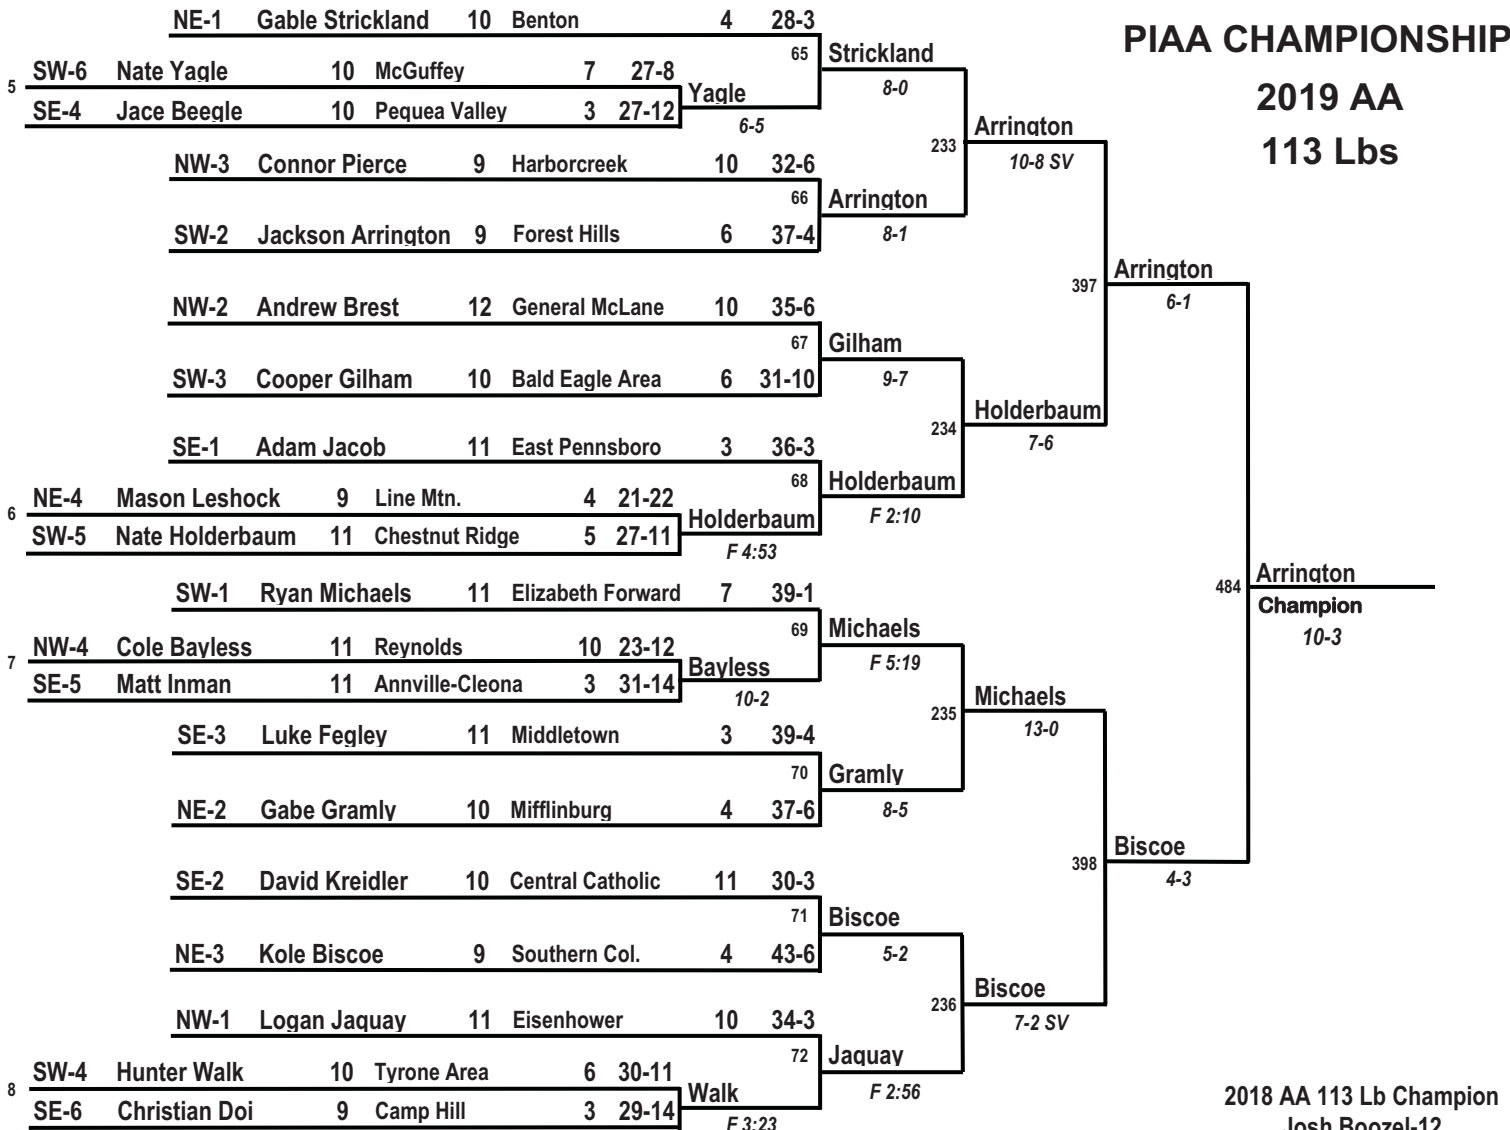 NE-1 Gable Strickland 10 Benton 4 28-3
PIAA CHAMPIONSHIP
65 Strickland
8-0
5 SW-6 Nate Yagle 10 McGuffey 7 27-8
Yagle
6-5
SE-4 Jace Beegle 10 Pequea Valley 3 27-12
2019 AA
113 Lbs
233 Arrington
10-8 SV
NW-3 Connor Pierce 9 Harborcreek 10 32-6
66 Arrington
8-1
SW-2 Jackson Arrington 9 Forest Hills 6 37-4
397 Arrington
6-1
NW-2 Andrew Brest 12 General McLane 10 35-6
67 Gilham
9-7
SW-3 Cooper Gilham 10 Bald Eagle Area 6 31-10
234 Holderbaum
7-6
SE-1 Adam Jacob 11 East Pennsboro 3 36-3
68 Holderbaum
F 2:10
6 NE-4 Mason Leshock 9 Line Mtn. 4 21-22
Holderbaum
F 4:53
SW-5 Nate Holderbaum 11 Chestnut Ridge 5 27-11
484 Arrington
Champion
10-3
SW-1 Ryan Michaels 11 Elizabeth Forward 7 39-1
69 Michaels
F 5:19
7 NW-4 Cole Bayless 11 Reynolds 10 23-12
Bayless
10-2
SE-5 Matt Inman 11 Annville-Cleona 3 31-14
235 Michaels
13-0
SE-3 Luke Fegley 11 Middletown 3 39-4
70 Gramly
8-5
NE-2 Gabe Gramly 10 Mifflinburg 4 37-6
398 Biscoe
4-3
SE-2 David Kreidler 10 Central Catholic 11 30-3
71 Biscoe
5-2
NE-3 Kole Biscoe 9 Southern Col. 4 43-6
236 Biscoe
7-2 SV
NW-1 Logan Jaquay 11 Eisenhower 10 34-3
72 Jaquay
F 2:56
8 SW-4 Hunter Walk 10 Tyrone Area 6 30-11
Walk
F 3:23
SE-6 Christian Doi 9 Camp Hill 3 29-14
2018 AA 113 Lb Champion
Josh Boozel-12